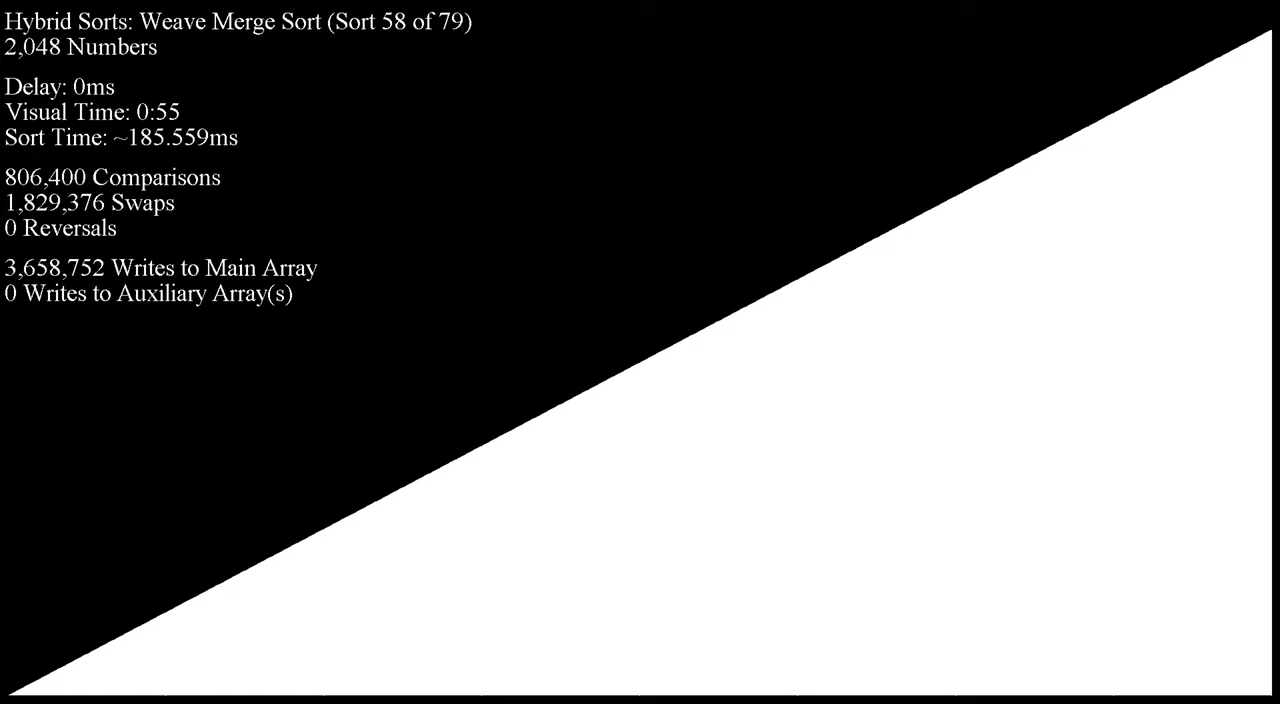 Hybrid Sorts: Weave Merge Sort (Sort 58 of 79)
2,048 Numbers
Delay: 0ms
Visual Time: 0:55
Sort Time: ~185.559ms
806,400 Comparisons
1,829,376 Swaps
0 Reversals
3,658,752 Writes to Main Array
0 Writes to Auxiliary Array(s)